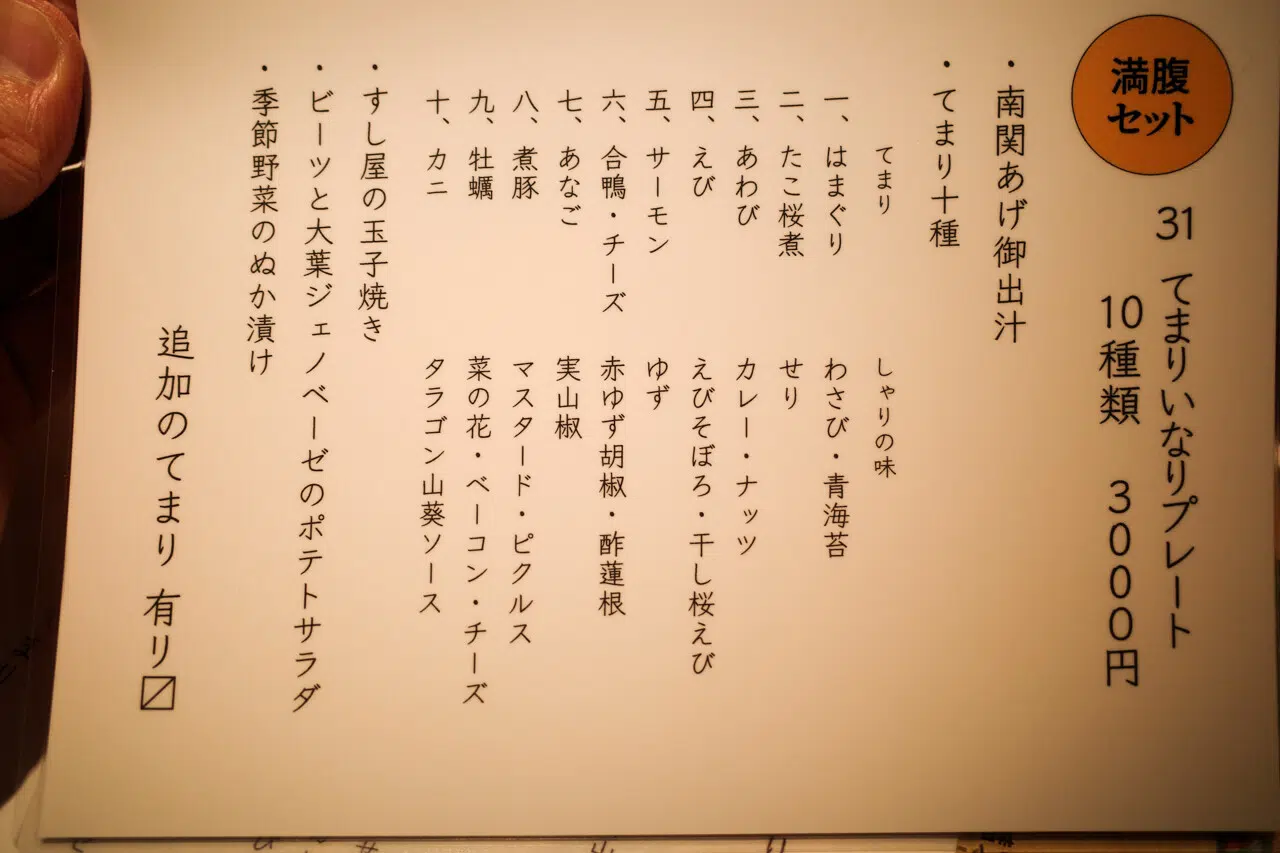 満腹
セット
31 てまりいなりプレート
10種類 3000円
・南関あげ御出汁
・てまり十種
てまり しゃりの味
一、はまぐり わさび・青海苔
二、たこ桜煮 せり
三、あわび カレー・ナッツ
四、えび えびそぼろ・干し桜えび
五、サーモン ゆず
六、合鴨・チーズ 赤ゆず胡椒・酢蓮根
七、あなご 実山椒
八、煮豚 マスタード・ピクルス
九、牡蠣 菜の花・ベーコン・チーズ
十、カニ タラゴン山葵ソース
・すし屋の玉子焼き
・ビーツと大葉ジェノベーゼのポテトサラダ
・季節野菜のぬか漬け
追加のてまり 有り〼